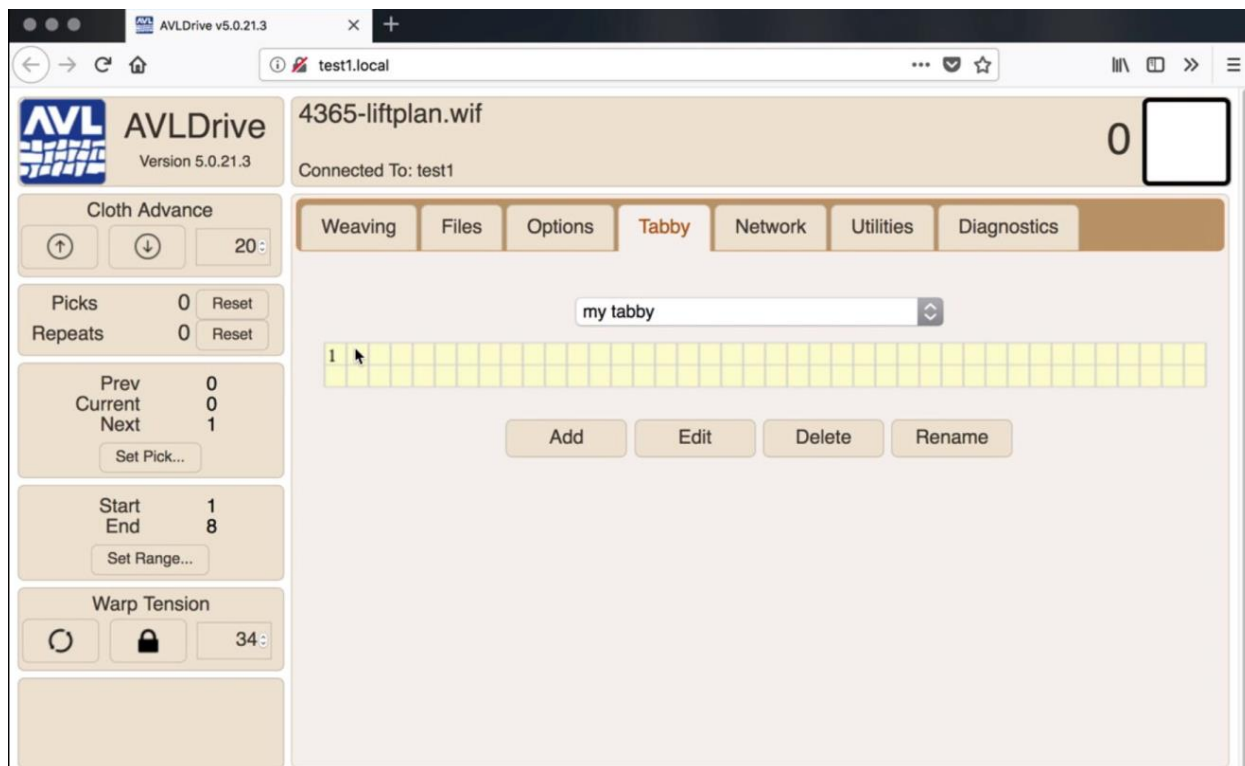 AVLDrive v5.0.21.3
test1.local
AVL
AVLDrive
Version 5.0.21.3
4365-liftplan.wif
Connected To: test1
0
Cloth Advance
20
Picks 0 Reset
Repeats 0 Reset
Prev 0
Current 0
Next 1
Set Pick...
Start 1
End 8
Set Range...
Warp Tension
34
Weaving Files Options Tabby Network Utilities Diagnostics
my tabby
1
Add Edit Delete Rename